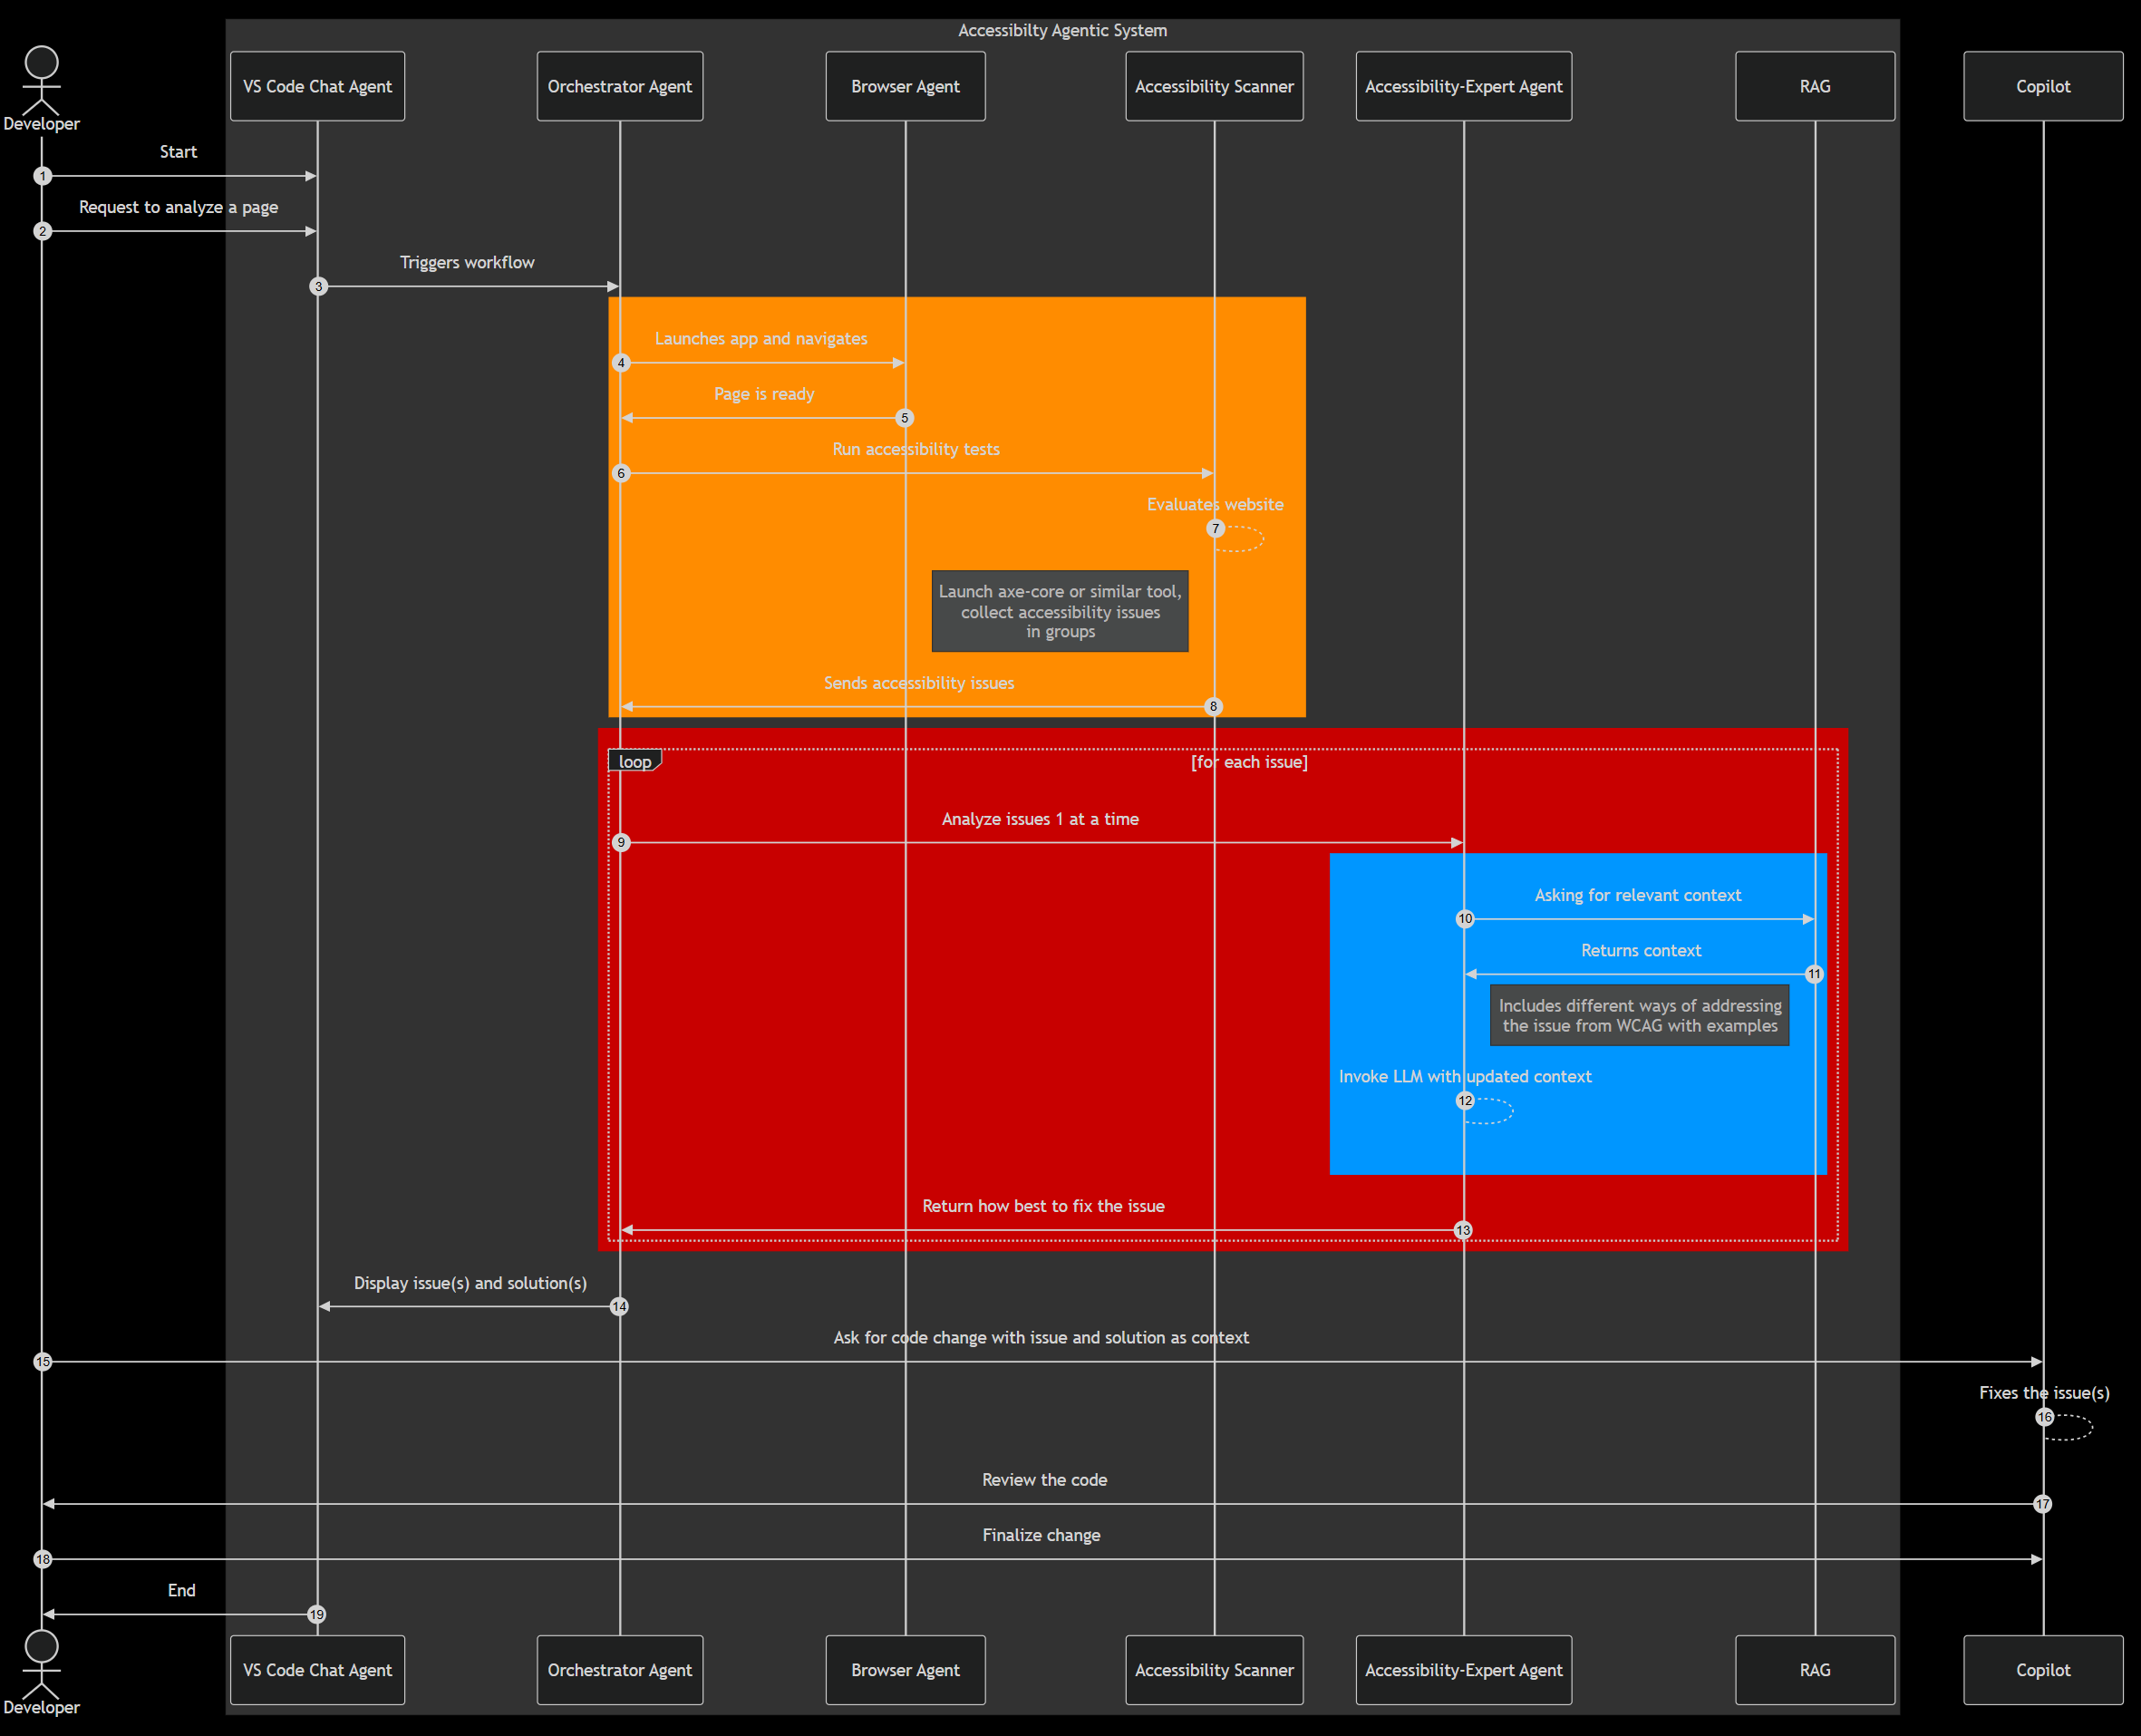 Accessibilty Agentic System
Developer
VS Code Chat Agent
Orchestrator Agent
Browser Agent
Accessibility Scanner
Accessibility-Expert Agent
RAG
Copilot
Start
1
Request to analyze a page
2
Triggers workflow
3
Launches app and navigates
4
Page is ready
5
Run accessibility tests
6
Evaluates website
7
Launch axe-core or similar tool,
collect accessibility issues
in groups
Sends accessibility issues
8
loop
[for each issue]
Analyze issues 1 at a time
9
Asking for relevant context
10
Returns context
11
Includes different ways of addressing
the issue from WCAG with examples
Invoke LLM with updated context
12
Return how best to fix the issue
13
Display issue(s) and solution(s)
14
Ask for code change with issue and solution as context
15
Fixes the issue(s)
16
Review the code
17
Finalize change
18
End
19
Developer
VS Code Chat Agent
Orchestrator Agent
Browser Agent
Accessibility Scanner
Accessibility-Expert Agent
RAG
Copilot